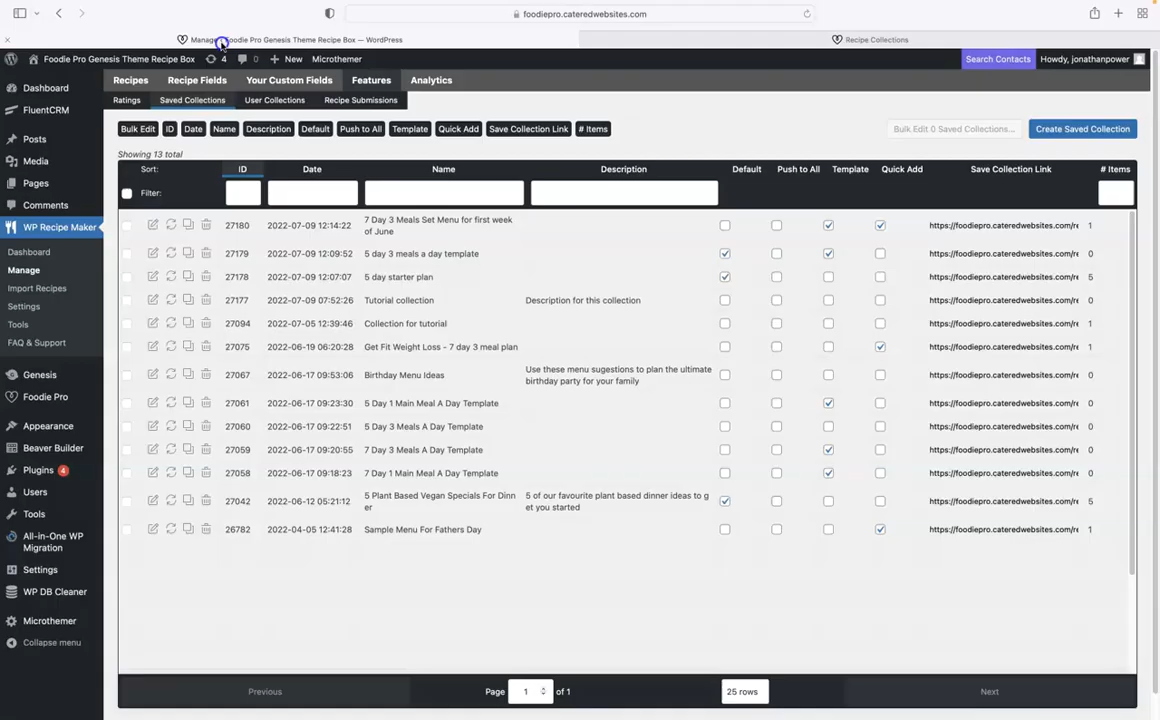 foodiepro.cateredwebsites.com
Manage Foodie Pro Genesis Theme Recipe Box — WordPress
Recipe Collections
Foodie Pro Genesis Theme Recipe Box 4 0 New Microthemer Search Contacts Howdy, jonathanpower
Dashboard
FluentCRM
Posts
Media
Pages
Comments
WP Recipe Maker
Dashboard
Manage
Import Recipes
Settings
Tools
FAQ & Support
Genesis
Foodie Pro
Appearance
Beaver Builder
Plugins 4
Users
Tools
All-in-One WP
Migration
Settings
WP DB Cleaner
Microthemer
Collapse menu
Recipes Recipe Fields Your Custom Fields Features Analytics
Ratings Saved Collections User Collections Recipe Submissions
Bulk Edit ID Date Name Description Default Push to All Template Quick Add Save Collection Link # Items Bulk Edit 0 Saved Collections... Create Saved Collection
Showing 13 total
Sort: ID Date Name Description Default Push to All Template Quick Add Save Collection Link # Items
Filter:
27180 2022-07-09 12:14:22 7 Day 3 Meals Set Menu for first week https://foodiepro.cateredwebsites.com/re 1
of June
27179 2022-07-09 12:09:52 5 day 3 meals a day template https://foodiepro.cateredwebsites.com/re 0
27178 2022-07-09 12:07:07 5 day starter plan https://foodiepro.cateredwebsites.com/re 5
27177 2022-07-09 07:52:26 Tutorial collection Description for this collection https://foodiepro.cateredwebsites.com/re 0
27094 2022-07-05 12:39:46 Collection for tutorial https://foodiepro.cateredwebsites.com/re 1
27075 2022-06-19 06:20:28 Get Fit Weight Loss - 7 day 3 meal plan https://foodiepro.cateredwebsites.com/re 1
27067 2022-06-17 09:53:06 Birthday Menu Ideas Use these menu sugestions to plan the ultimate https://foodiepro.cateredwebsites.com/re 0
birthday party for your family
27061 2022-06-17 09:23:30 5 Day 1 Main Meal A Day Template https://foodiepro.cateredwebsites.com/re 0
27060 2022-06-17 09:22:51 5 Day 3 Meals A Day Template https://foodiepro.cateredwebsites.com/re 0
27059 2022-06-17 09:20:55 7 Day 3 Meals A Day Template https://foodiepro.cateredwebsites.com/re 0
27058 2022-06-17 09:18:23 7 Day 1 Main Meal A Day Template https://foodiepro.cateredwebsites.com/re 0
27042 2022-06-12 05:21:12 5 Plant Based Vegan Specials For Dinn 5 of our favourite plant based dinner ideas to g https://foodiepro.cateredwebsites.com/re 5
er et you started
26782 2022-04-05 12:41:28 Sample Menu For Fathers Day https://foodiepro.cateredwebsites.com/re 1
Previous Page 1 of 1 25 rows Next